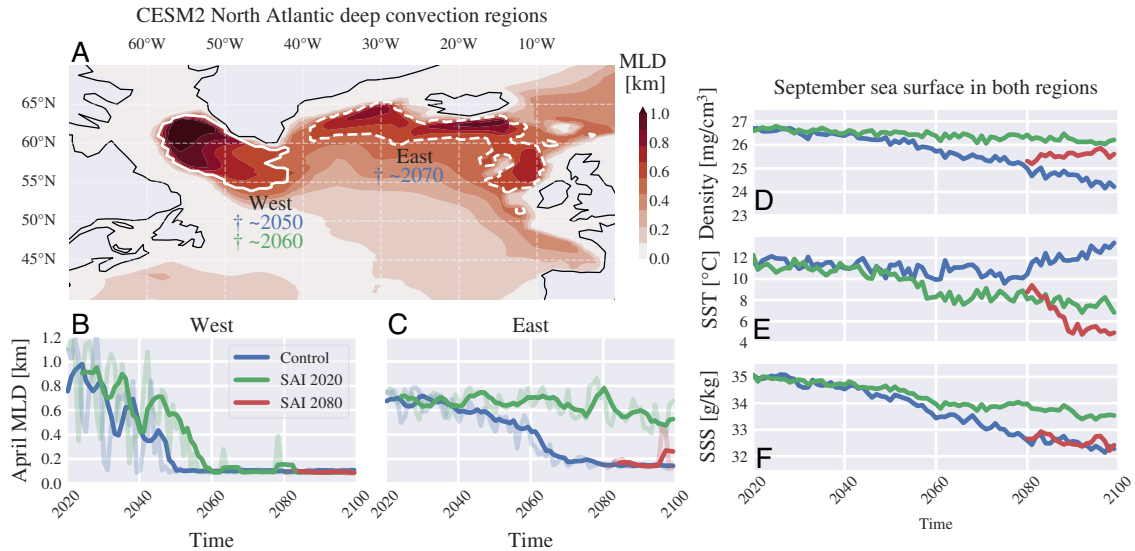 CESM2 North Atlantic deep convection regions
A
60°W 50°W 40°W 30°W 20°W 10°W
MLD
[km]
65°N
60°N
55°N
50°N
45°N
1.0
0.8
0.6
0.4
0.2
0.0
East
† ~2070
West
† ~2050
† ~2060
B
West
April MLD [km]
1.2
1.0
0.8
0.6
0.4
0.2
0
Control
SAI 2020
SAI 2080
2020 2040 2060 2080 2100
Time
C
East
2020 2040 2060 2080 2100
Time
September sea surface in both regions
Density [mg/cm³]
27
26
25
24
23
D
SST [°C]
12
10
8
6
4
E
SSS [g/kg]
35
34
33
32
F
2020 2040 2060 2080 2100
Time